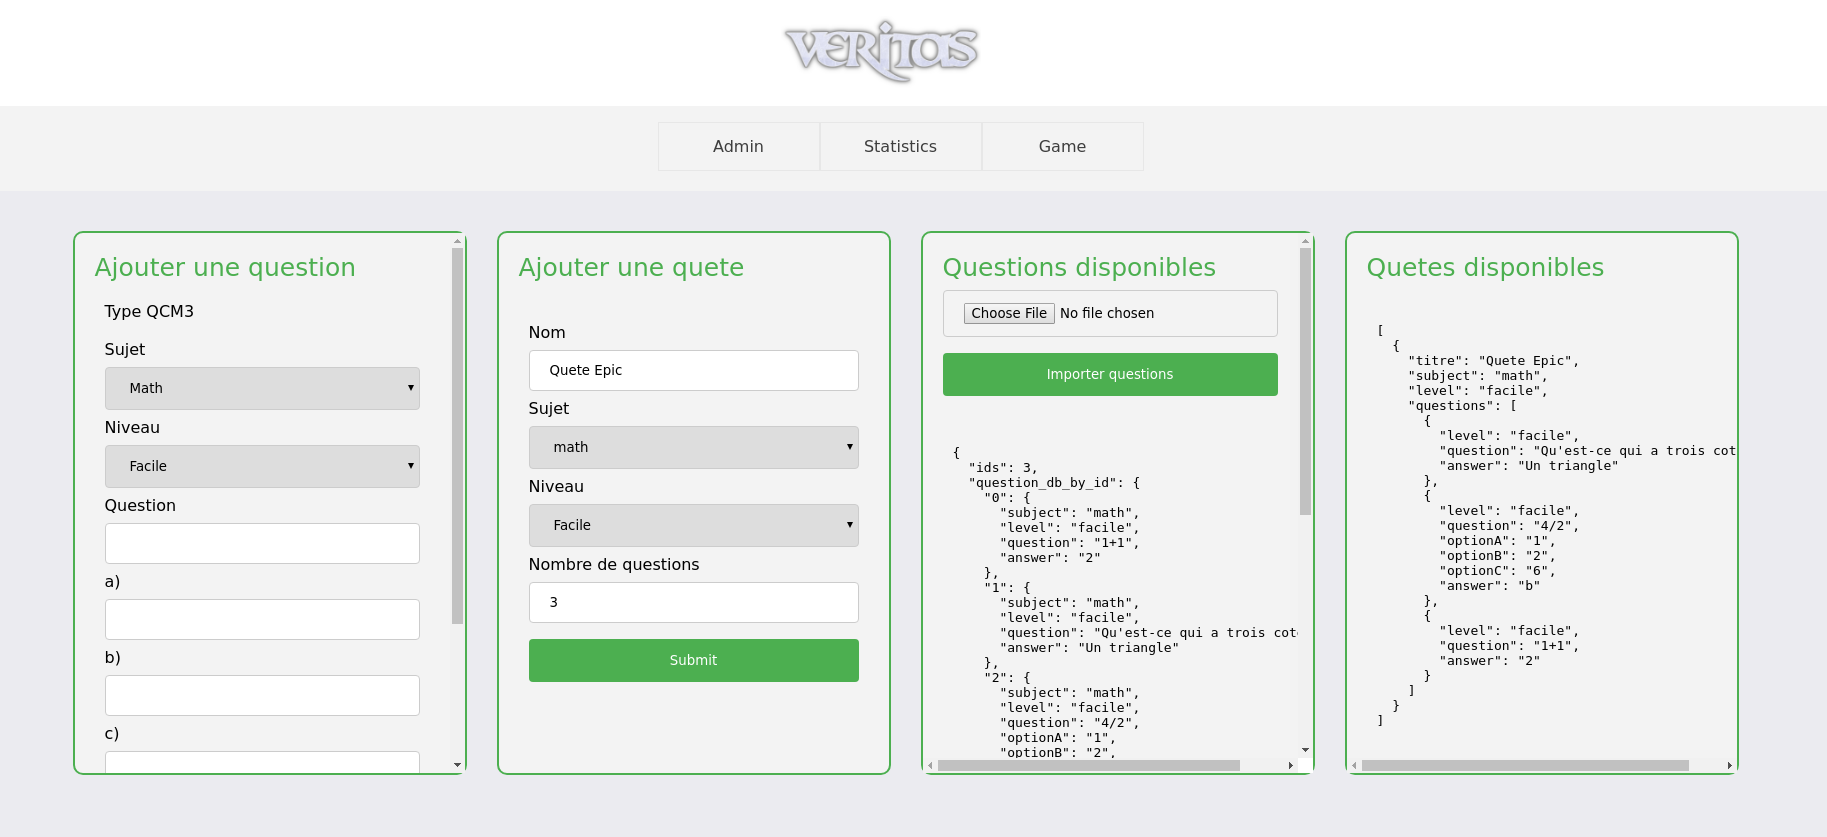 VERITAS
Admin
Statistics
Game
Ajouter une question
Type QCM3
Sujet
Math
Niveau
Facile
Question
a)
b)
c)
Ajouter une quete
Nom
Quete Epic
Sujet
math
Niveau
Facile
Nombre de questions
3
Submit
Questions disponibles
Choose File No file chosen
Importer questions
{
"ids": 3,
"question_db_by_id": {
"0": {
"subject": "math",
"level": "facile",
"question": "1+1",
"answer": "2"
},
"1": {
"subject": "math",
"level": "facile",
"question": "Qu'est-ce qui a trois cot
"answer": "Un triangle"
},
"2": {
"subject": "math",
"level": "facile",
"question": "4/2",
"optionA": "1",
"optionB": "2",
Quetes disponibles
[
{
"titre": "Quete Epic",
"subject": "math",
"level": "facile",
"questions": [
{
"level": "facile",
"question": "Qu'est-ce qui a trois cot
"answer": "Un triangle"
},
{
"level": "facile",
"question": "4/2",
"optionA": "1",
"optionB": "2",
"optionC": "6",
"answer": "b"
},
{
"level": "facile",
"question": "1+1",
"answer": "2"
}
]
}
]